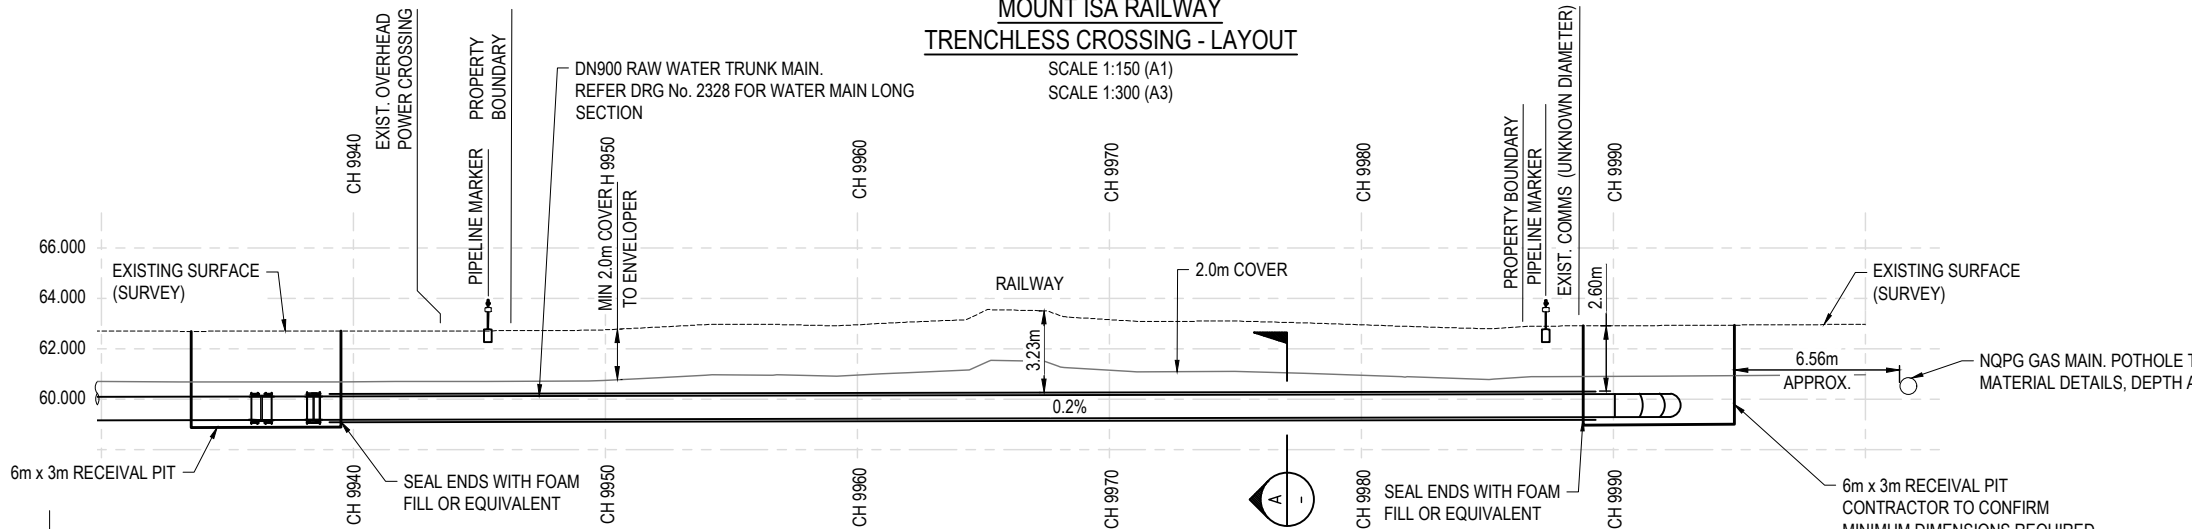 MOUNT ISA RAILWAY
TRENCHLESS CROSSING - LAYOUT
SCALE 1:150 (A1)
SCALE 1:300 (A3)
EXIST. OVERHEAD
POWER CROSSING
PROPERTY
BOUNDARY
DN900 RAW WATER TRUNK MAIN.
REFER DRG No. 2328 FOR WATER MAIN LONG
SECTION
CH 9940
PIPELINE MARKER
H 9950
MIN 2.0m COVER
TO ENVELOPER
CH 9960
CH 9970
CH 9980
PROPERTY BOUNDARY
PIPELINE MARKER
EXIST. COMMS (UNKNOWN DIAMETER)
CH 9990
66.000
64.000
62.000
60.000
EXISTING SURFACE
(SURVEY)
RAILWAY
2.0m COVER
2.60m
EXISTING SURFACE
(SURVEY)
3.23m
6.56m
APPROX.
NQPG GAS MAIN. POTHOLE T
MATERIAL DETAILS, DEPTH A
0.2%
6m x 3m RECEIVAL PIT
SEAL ENDS WITH FOAM
FILL OR EQUIVALENT
CH 9940
CH 9950
CH 9960
CH 9970
A
-
CH 9980
SEAL ENDS WITH FOAM
FILL OR EQUIVALENT
CH 9990
6m x 3m RECEIVAL PIT
CONTRACTOR TO CONFIRM
MINIMUM DIMENSIONS REQUIRED